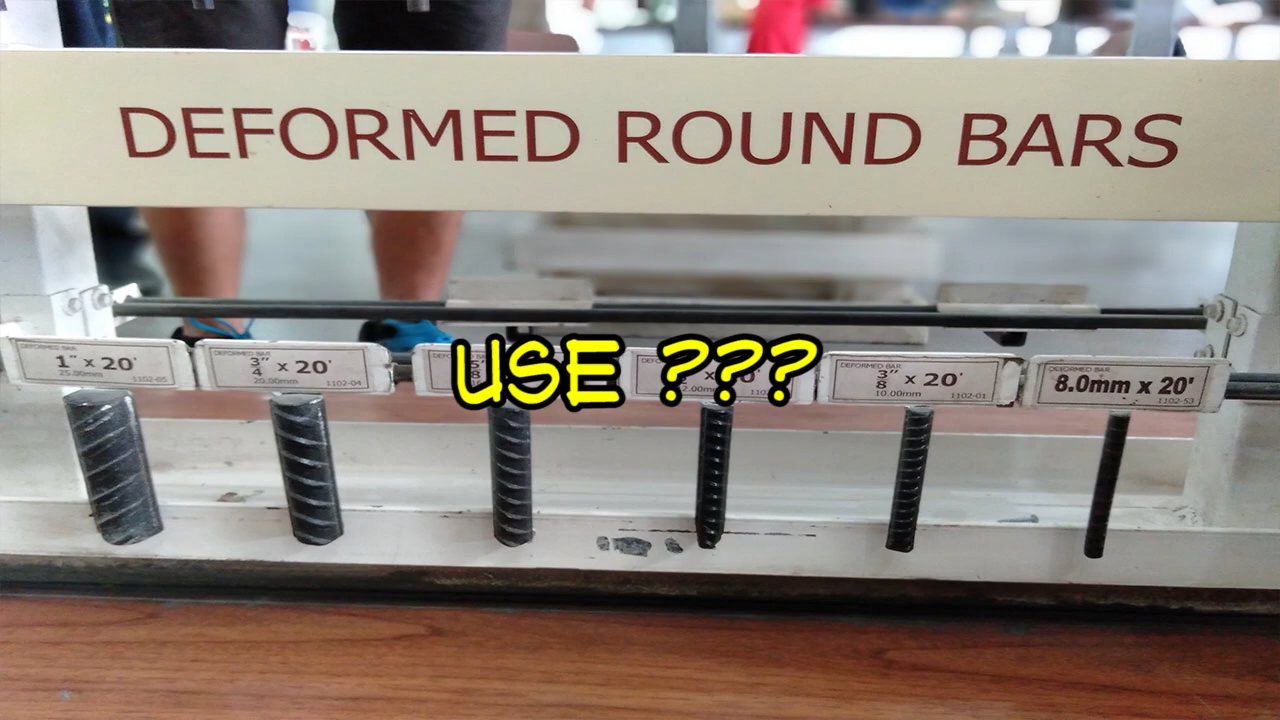 DEFORMED ROUND BARS
DEFORMED BAR
1" x 20'
25.00mm
1102-05
DEFORMED BAR
3/4" x 20'
20.00mm
1102-04
USE ???
DEFORMED BAR
3/8" x 20'
10.00mm
1102-01
DEFORMED BAR
8.0mm x 20'
1102-53